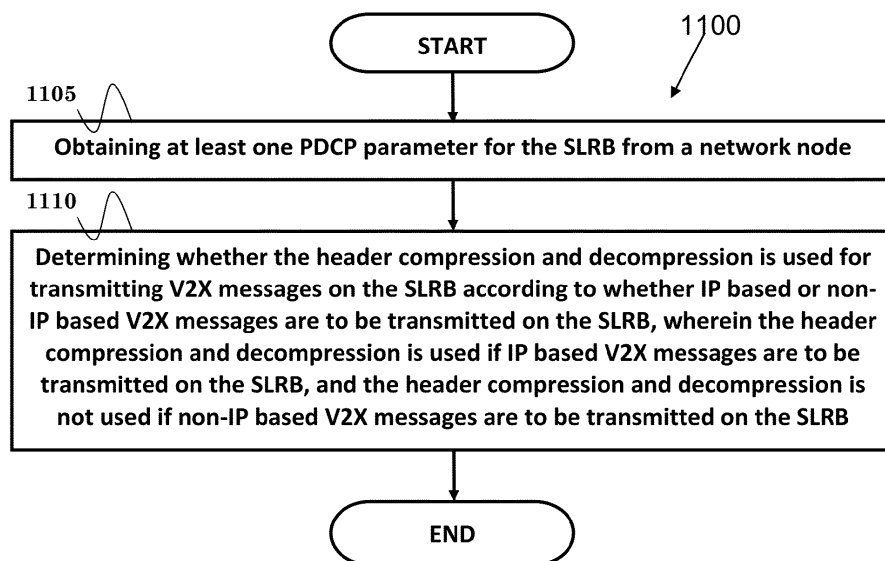 START
1100
1105
Obtaining at least one PDCP parameter for the SLRB from a network node
1110
Determining whether the header compression and decompression is used for
transmitting V2X messages on the SLRB according to whether IP based or non-
IP based V2X messages are to be transmitted on the SLRB, wherein the header
compression and decompression is used if IP based V2X messages are to be
transmitted on the SLRB, and the header compression and decompression is
not used if non-IP based V2X messages are to be transmitted on the SLRB
END